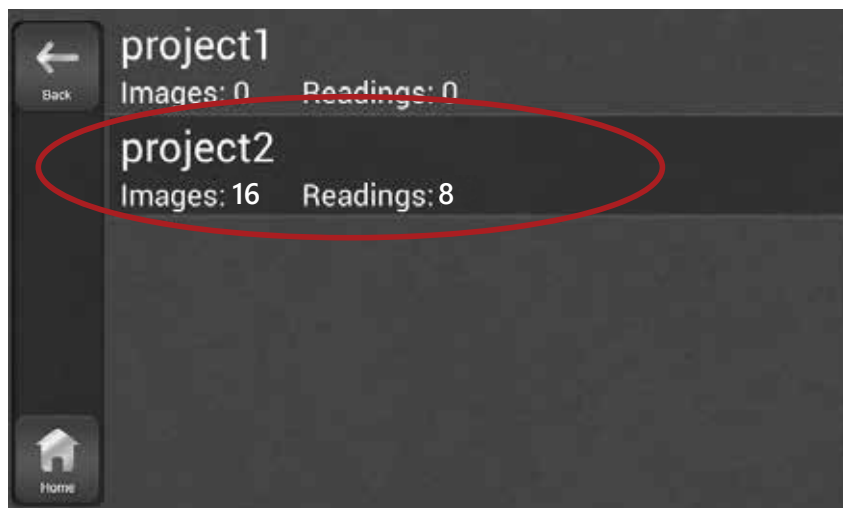 project1
Images: 0 Readings: 0
Back
project2
Images: 16 Readings: 8
Home